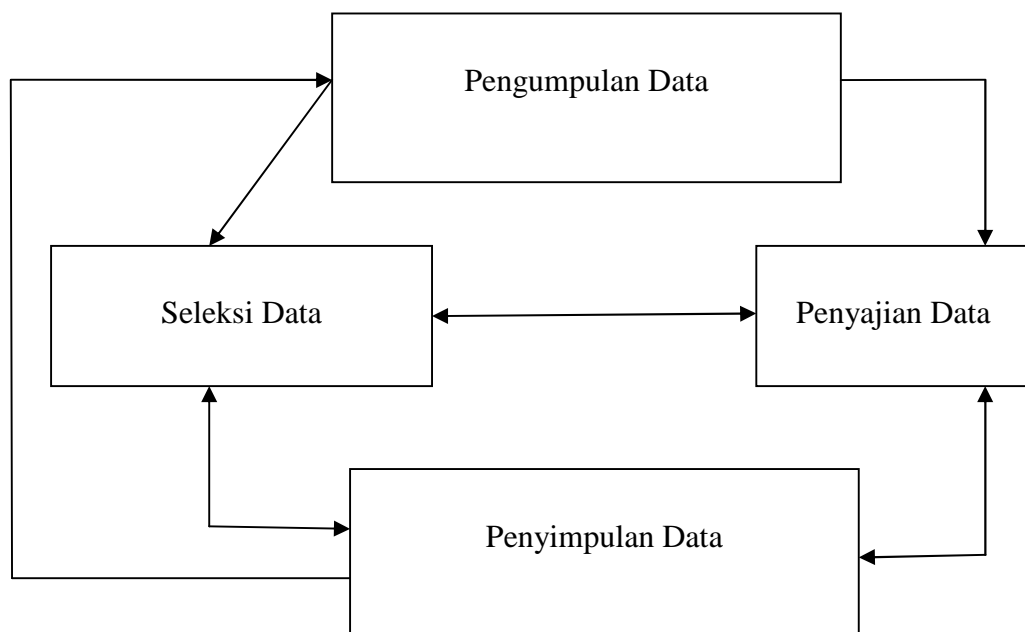 Pengumpulan Data
Seleksi Data
Penyajian Data
Penyimpulan Data